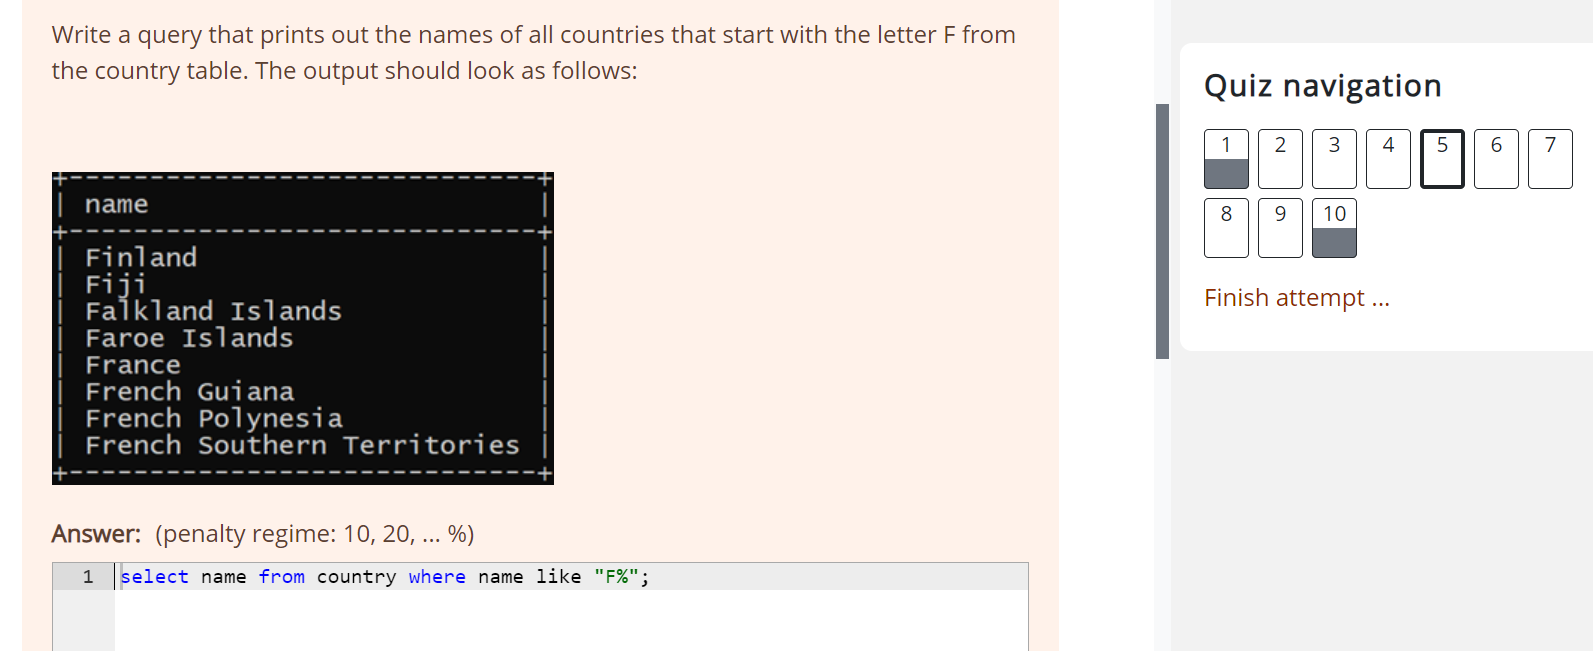 Write a query that prints out the names of all countries that start with the letter F from
the country table. The output should look as follows:
+-----------------------------+
| name |
+-----------------------------+
| Finland |
| Fiji |
| Falkland Islands |
| Faroe Islands |
| France |
| French Guiana |
| French Polynesia |
| French Southern Territories |
+-----------------------------+
Answer: (penalty regime: 10, 20, ... %)
1 select name from country where name like "F%";
Quiz navigation
1 2 3 4 5 6 7
8 9 10
Finish attempt ...